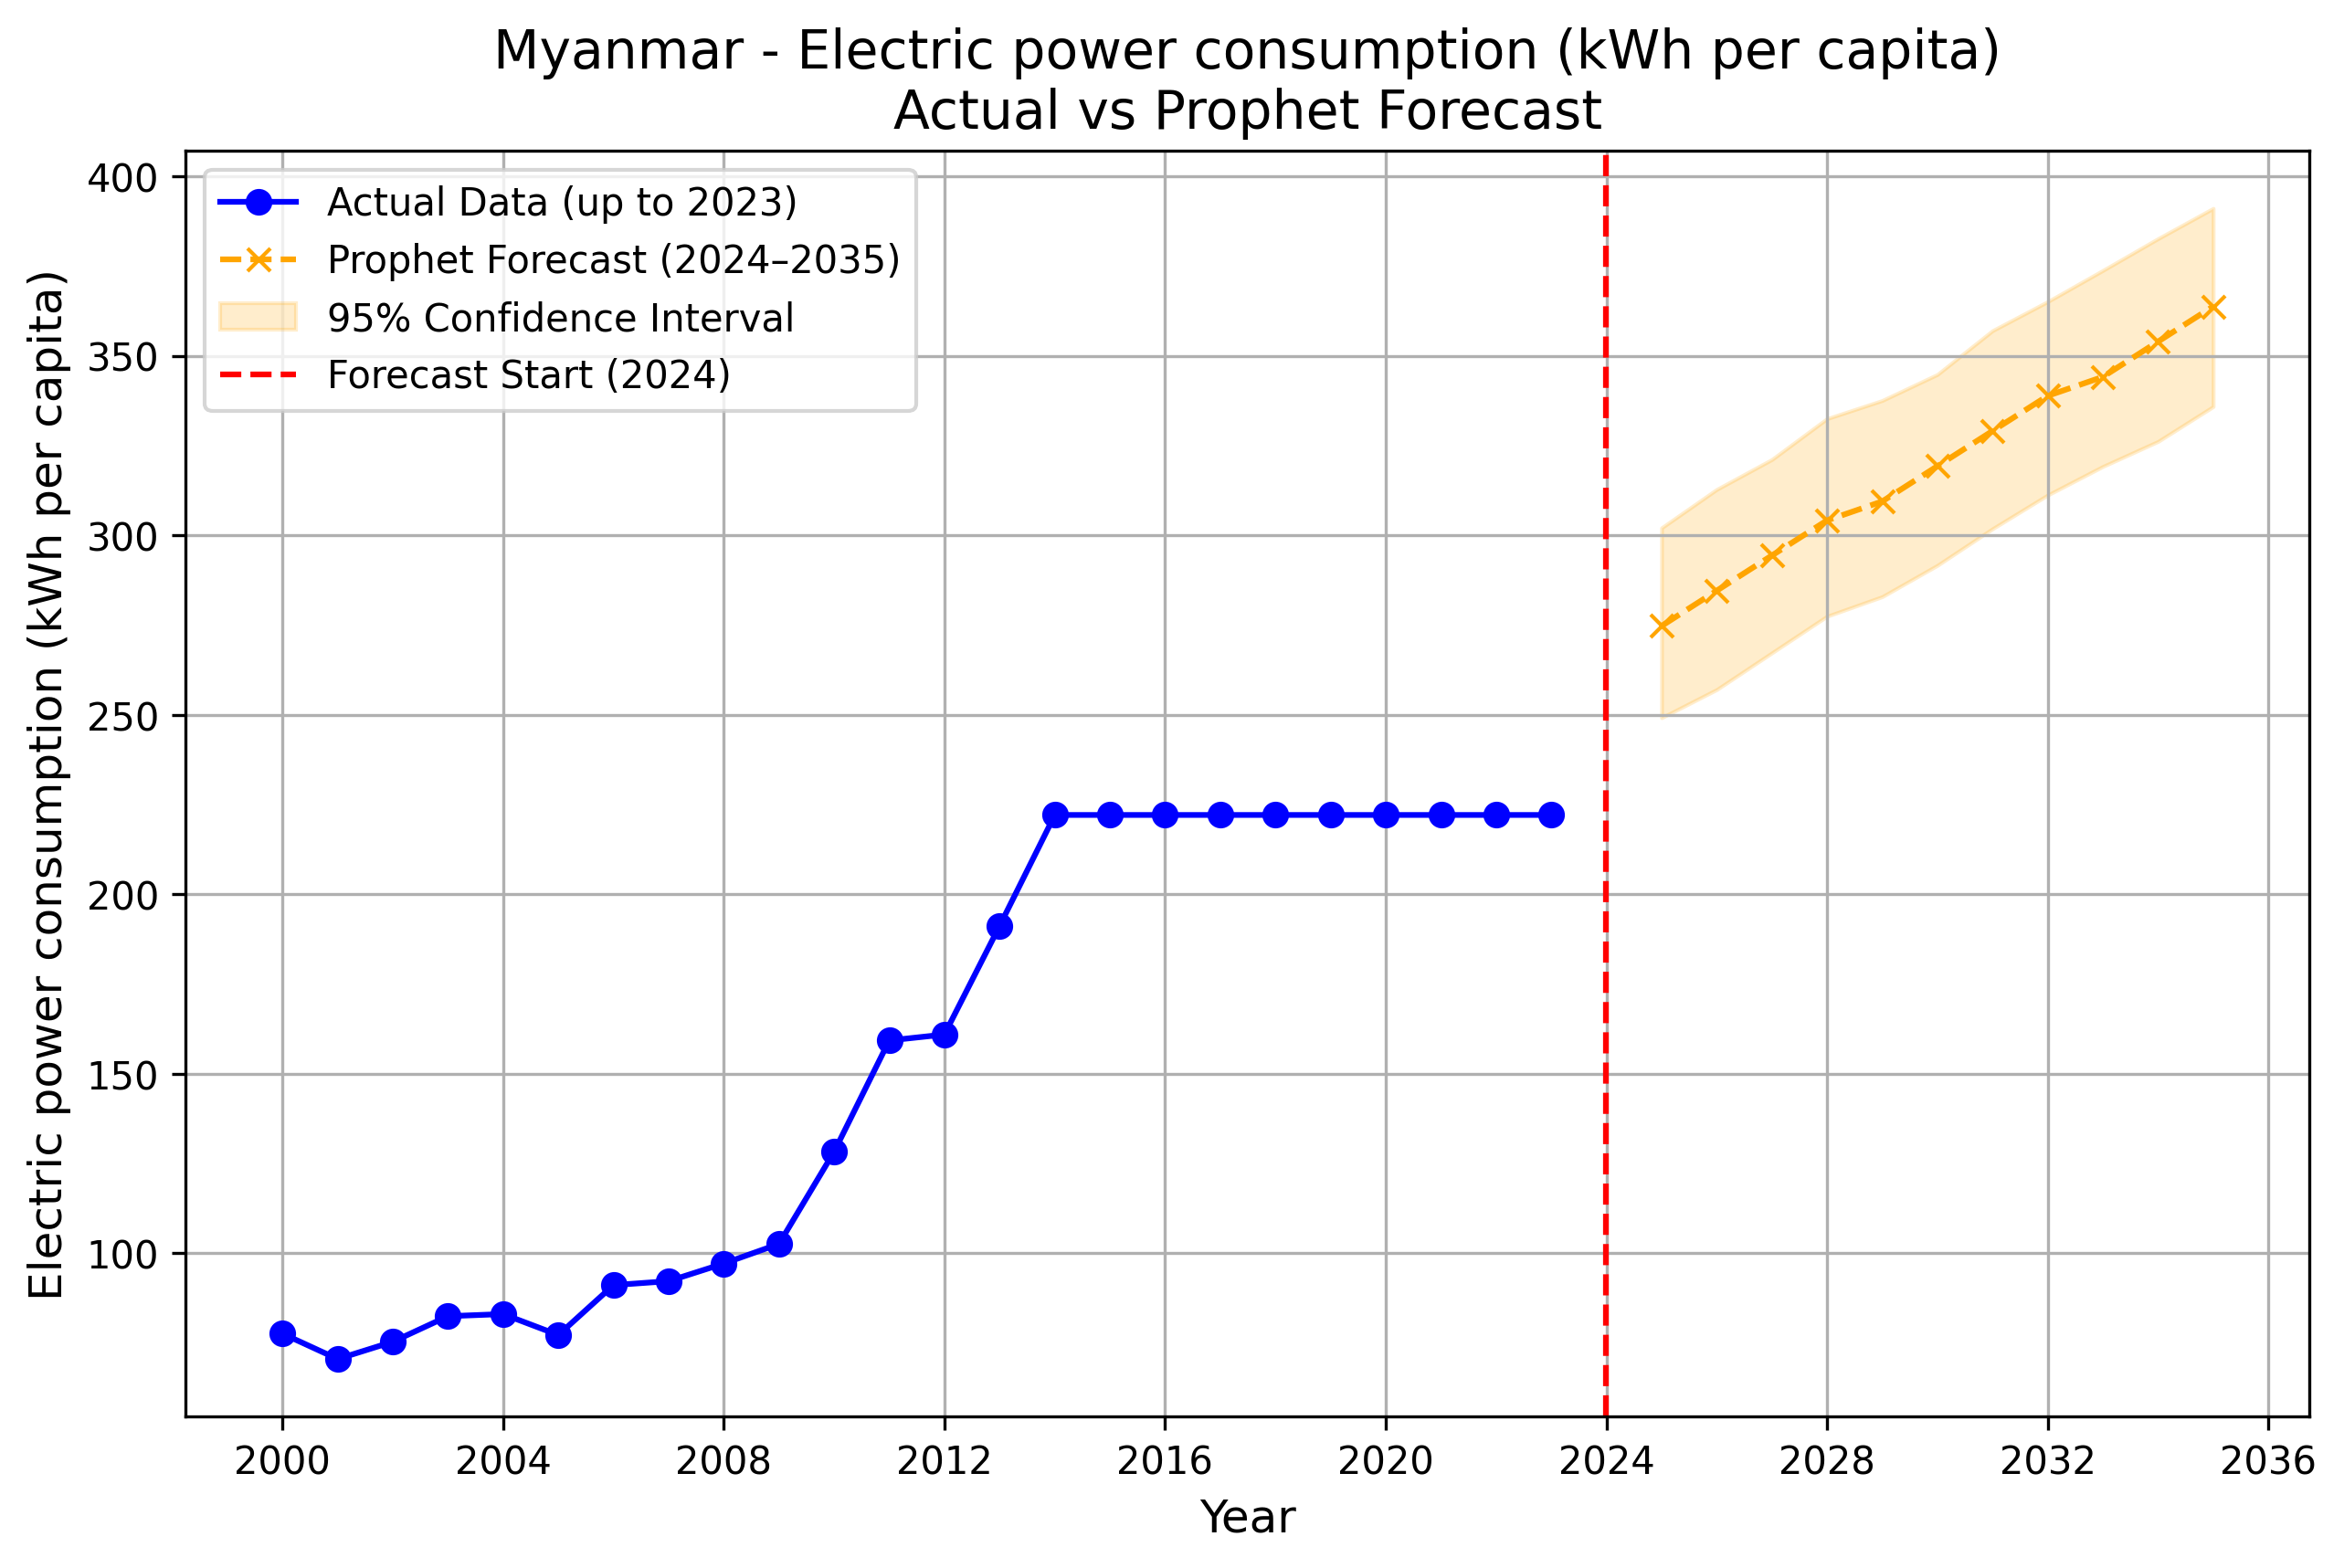 Myanmar - Electric power consumption (kWh per capita)
Actual vs Prophet Forecast
Electric power consumption (kWh per capita)
400
350
300
250
200
150
100
Actual Data (up to 2023)
Prophet Forecast (2024–2035)
95% Confidence Interval
Forecast Start (2024)
2000 2004 2008 2012 2016 2020 2024 2028 2032 2036
Year